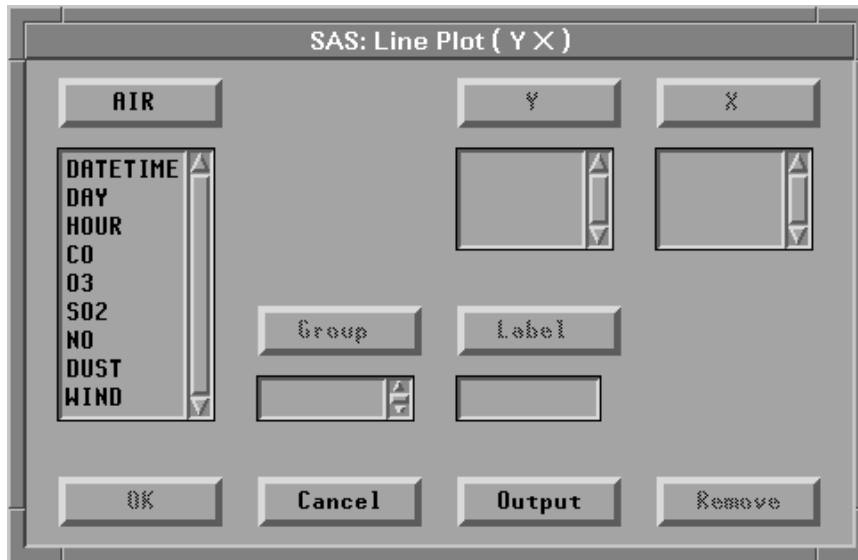 SAS: Line Plot ( Y X )
AIR
Y
X
DATETIME
DAY
HOUR
CO
O3
SO2
NO
DUST
WIND
Group
Label
OK
Cancel
Output
Remove